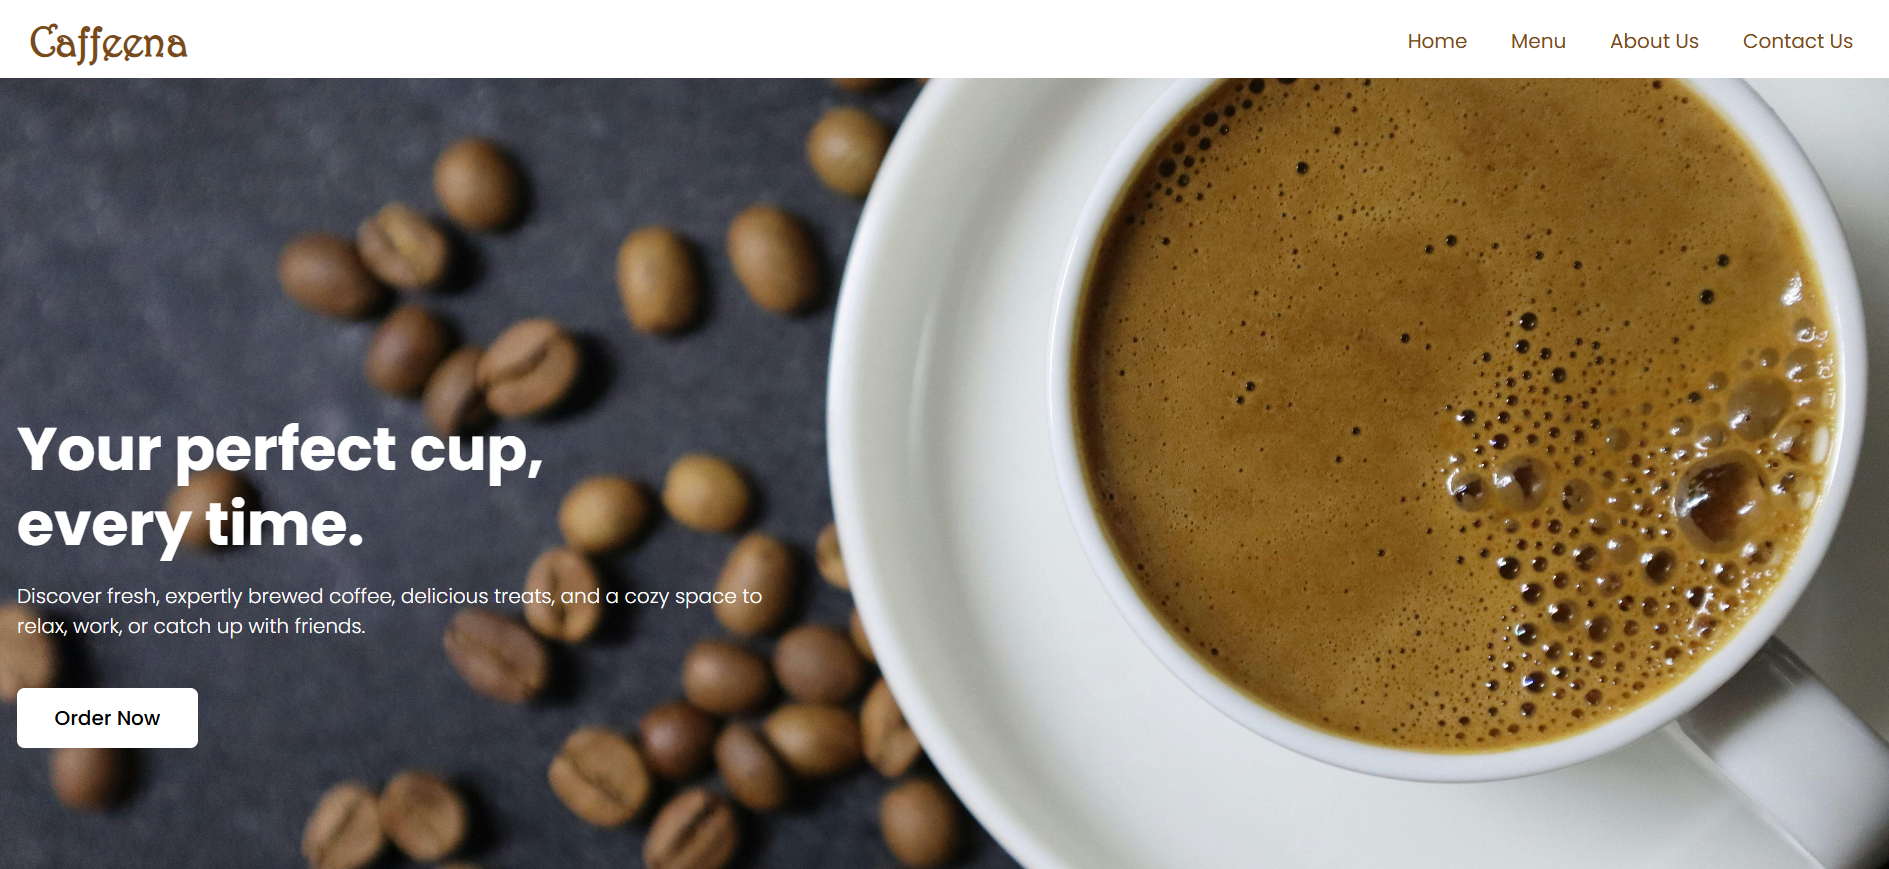 Caffeena
Home Menu About Us Contact Us
Your perfect cup,
every time.
Discover fresh, expertly brewed coffee, delicious treats, and a cozy space to
relax, work, or catch up with friends.
Order Now